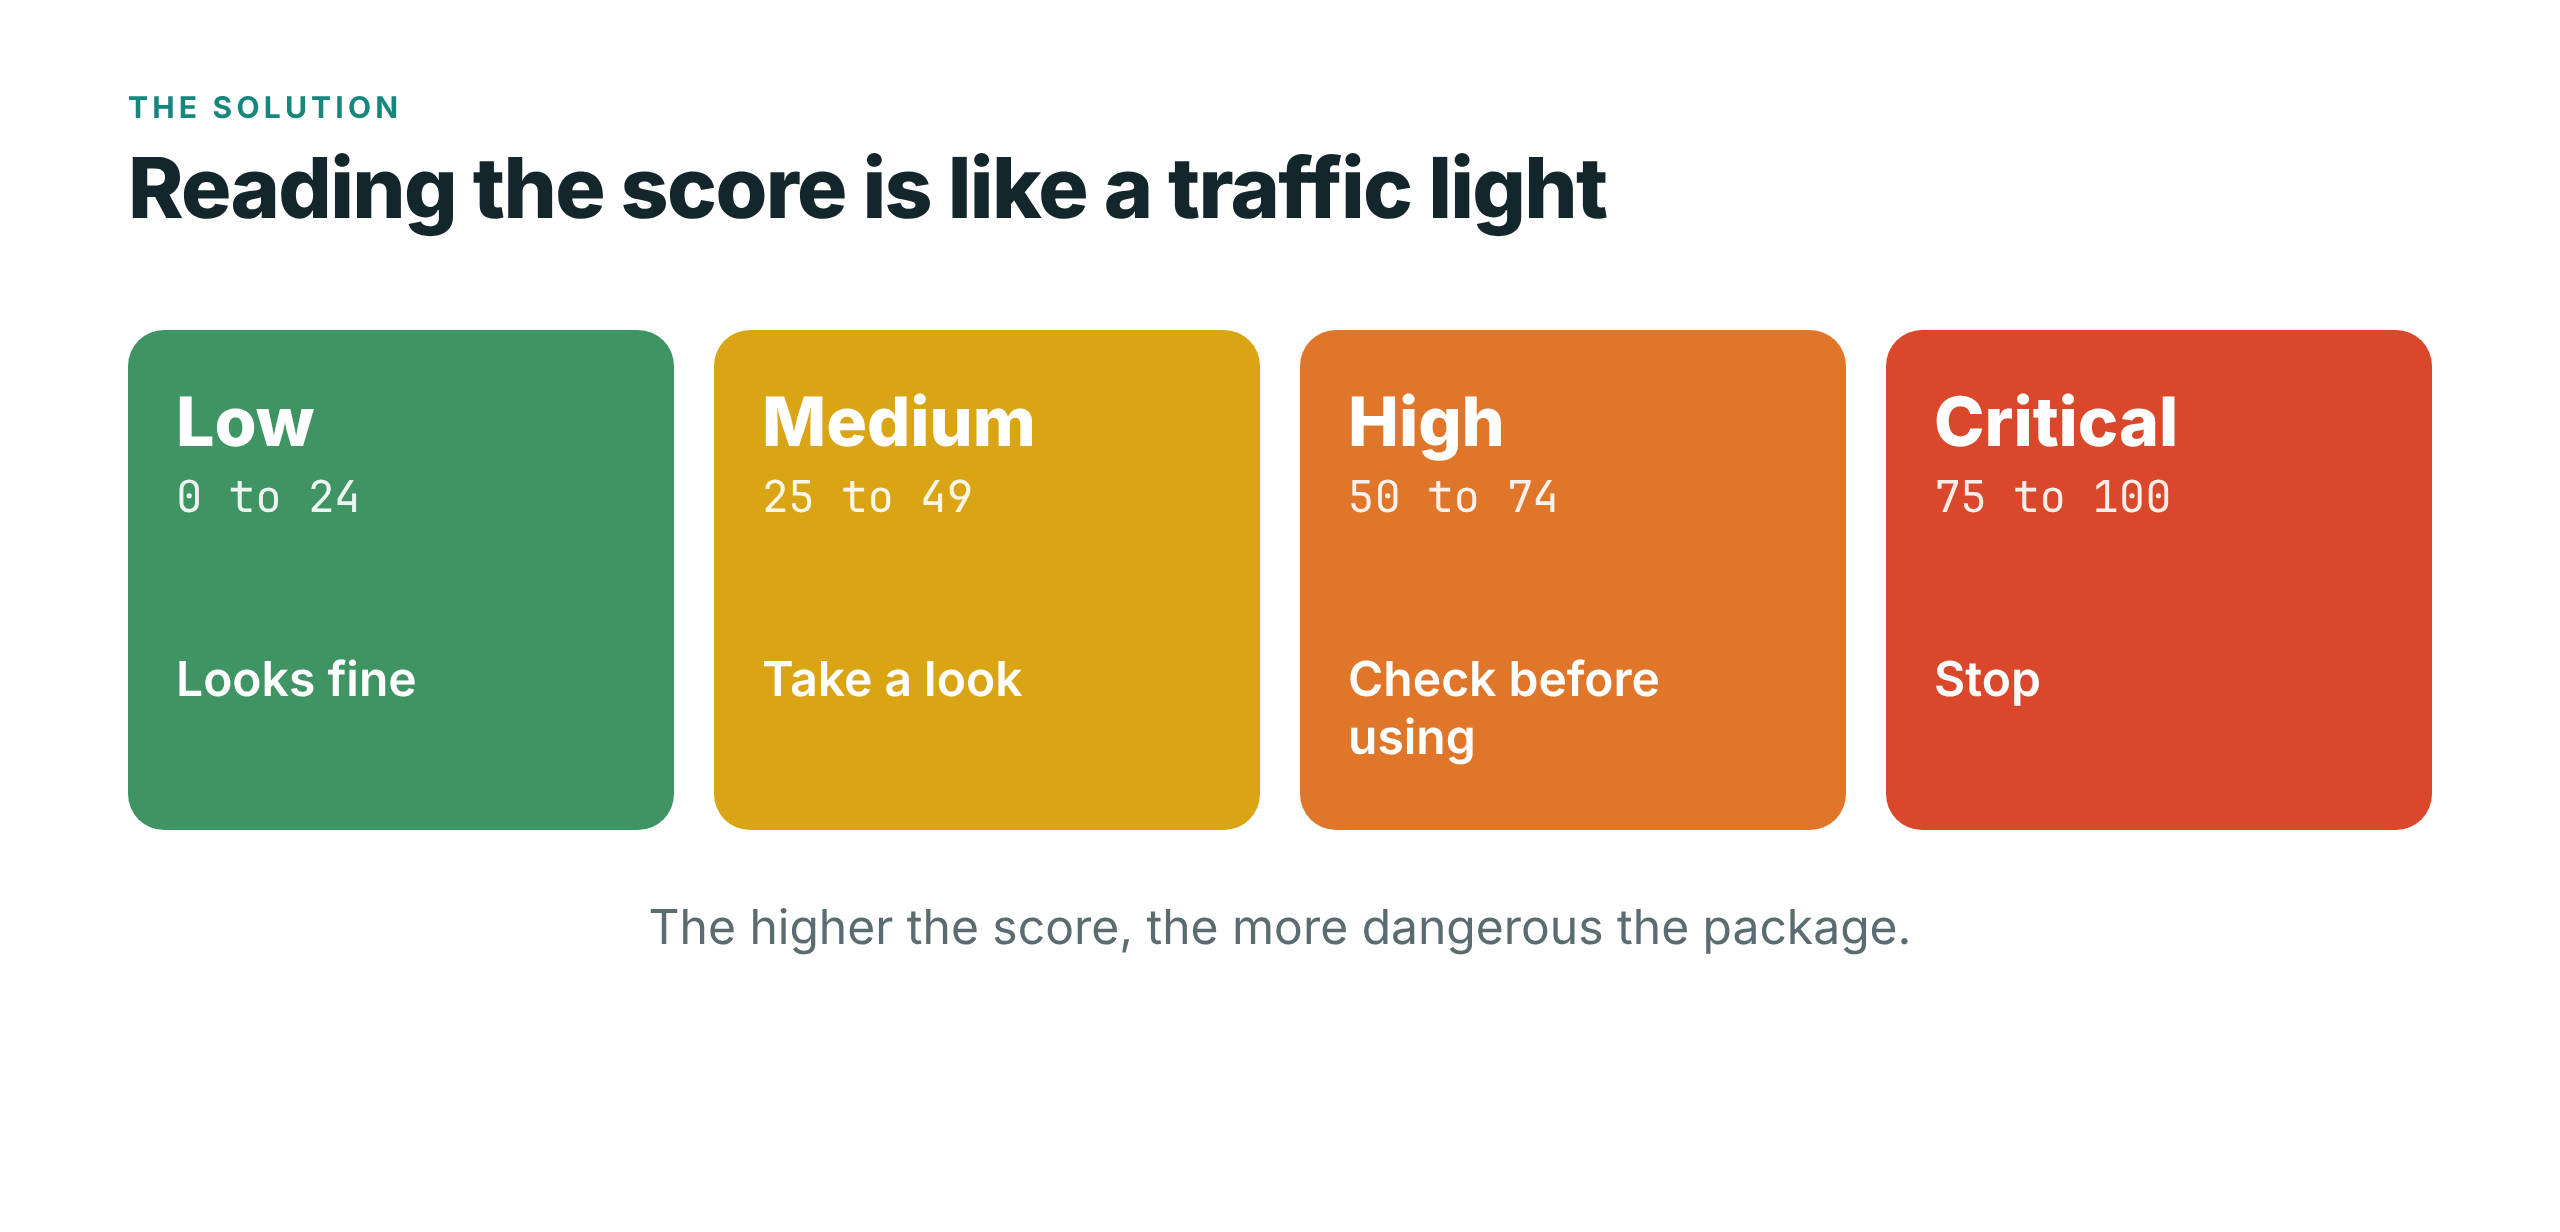 THE SOLUTION
Reading the score is like a traffic light
Low
0 to 24
Looks fine
Medium
25 to 49
Take a look
High
50 to 74
Check before
using
Critical
75 to 100
Stop
The higher the score, the more dangerous the package.